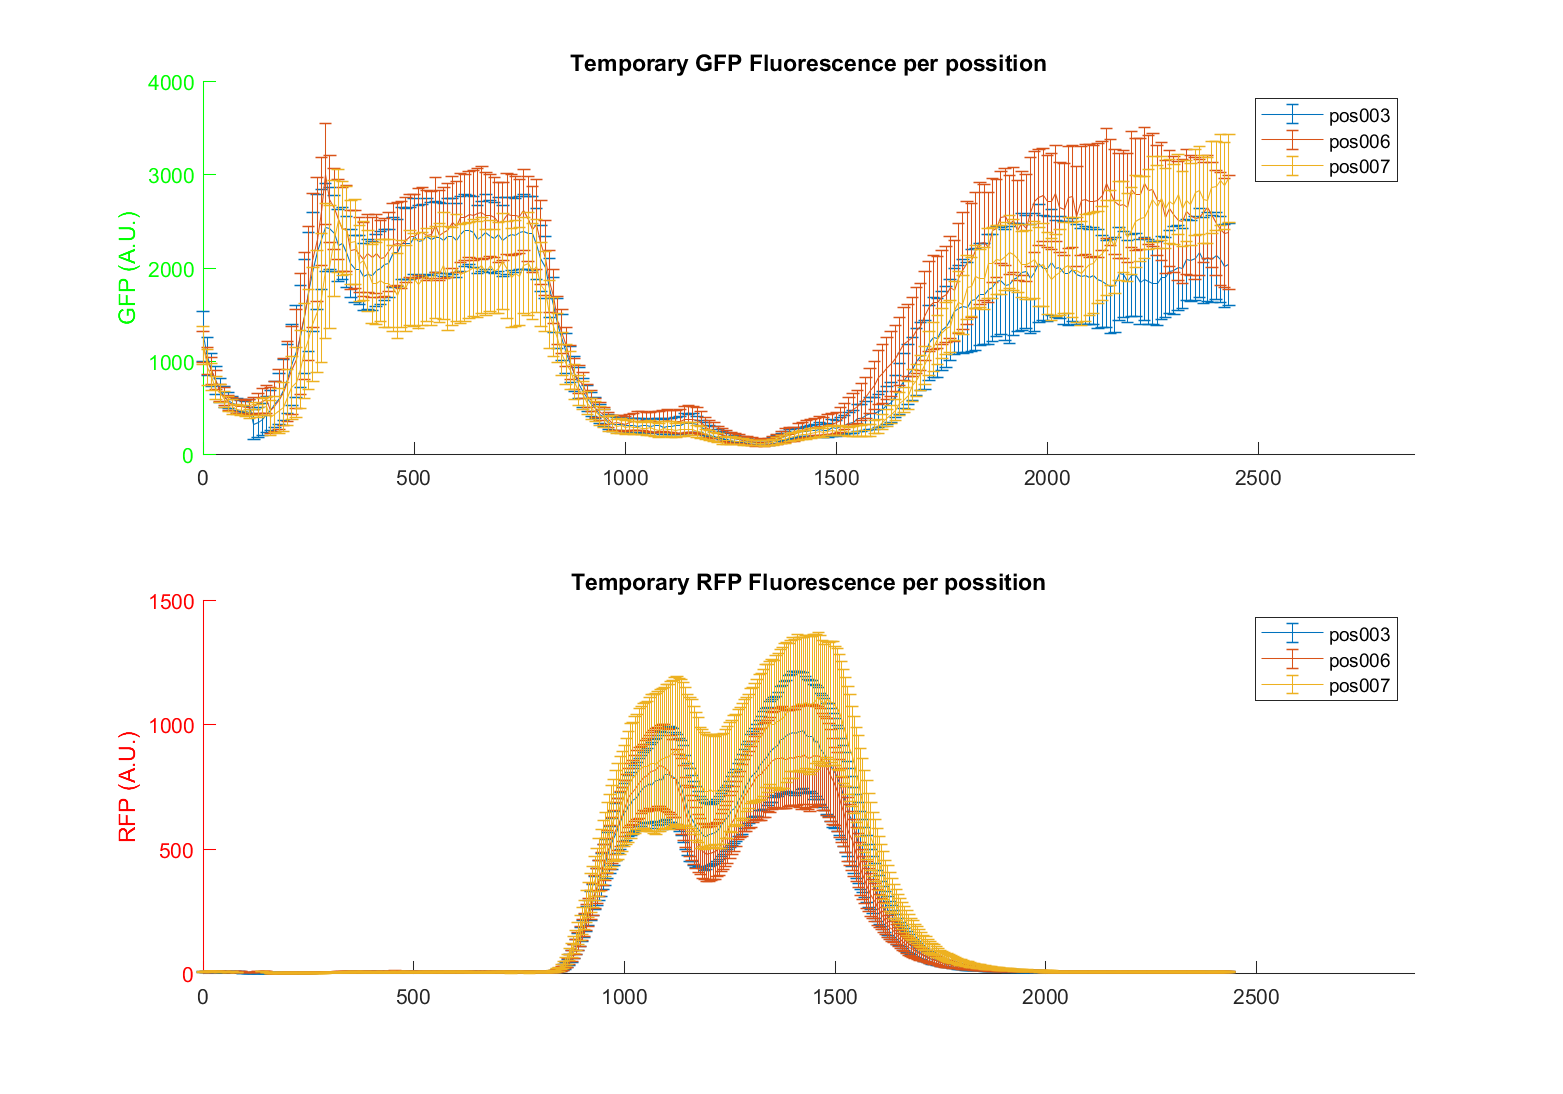 Temporary GFP Fluorescence per possition
GFP (A.U.)
4000
3000
2000
1000
0
0 500 1000 1500 2000 2500
pos003
pos006
pos007
Temporary RFP Fluorescence per possition
RFP (A.U.)
1500
1000
500
0
0 500 1000 1500 2000 2500
pos003
pos006
pos007